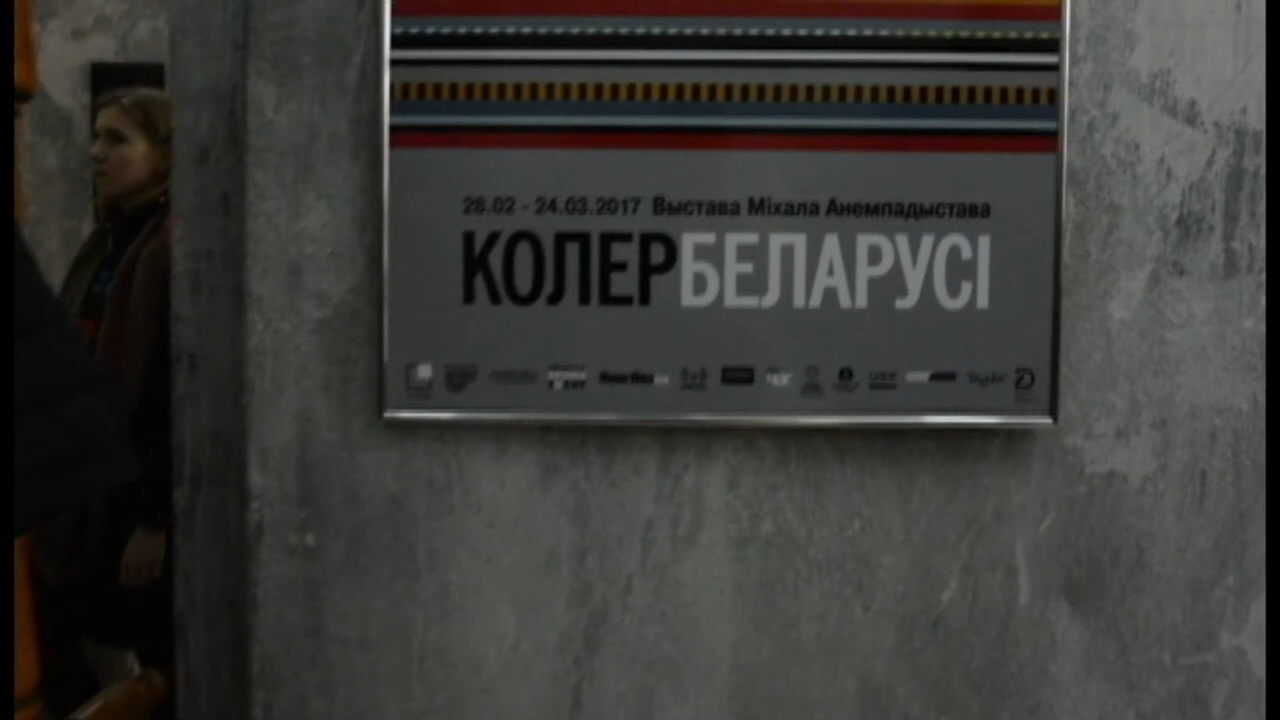 28.02 - 24.03.2017 Выстава Міхала Анемпадыстава
КОЛЕРБЕЛАРУСІ